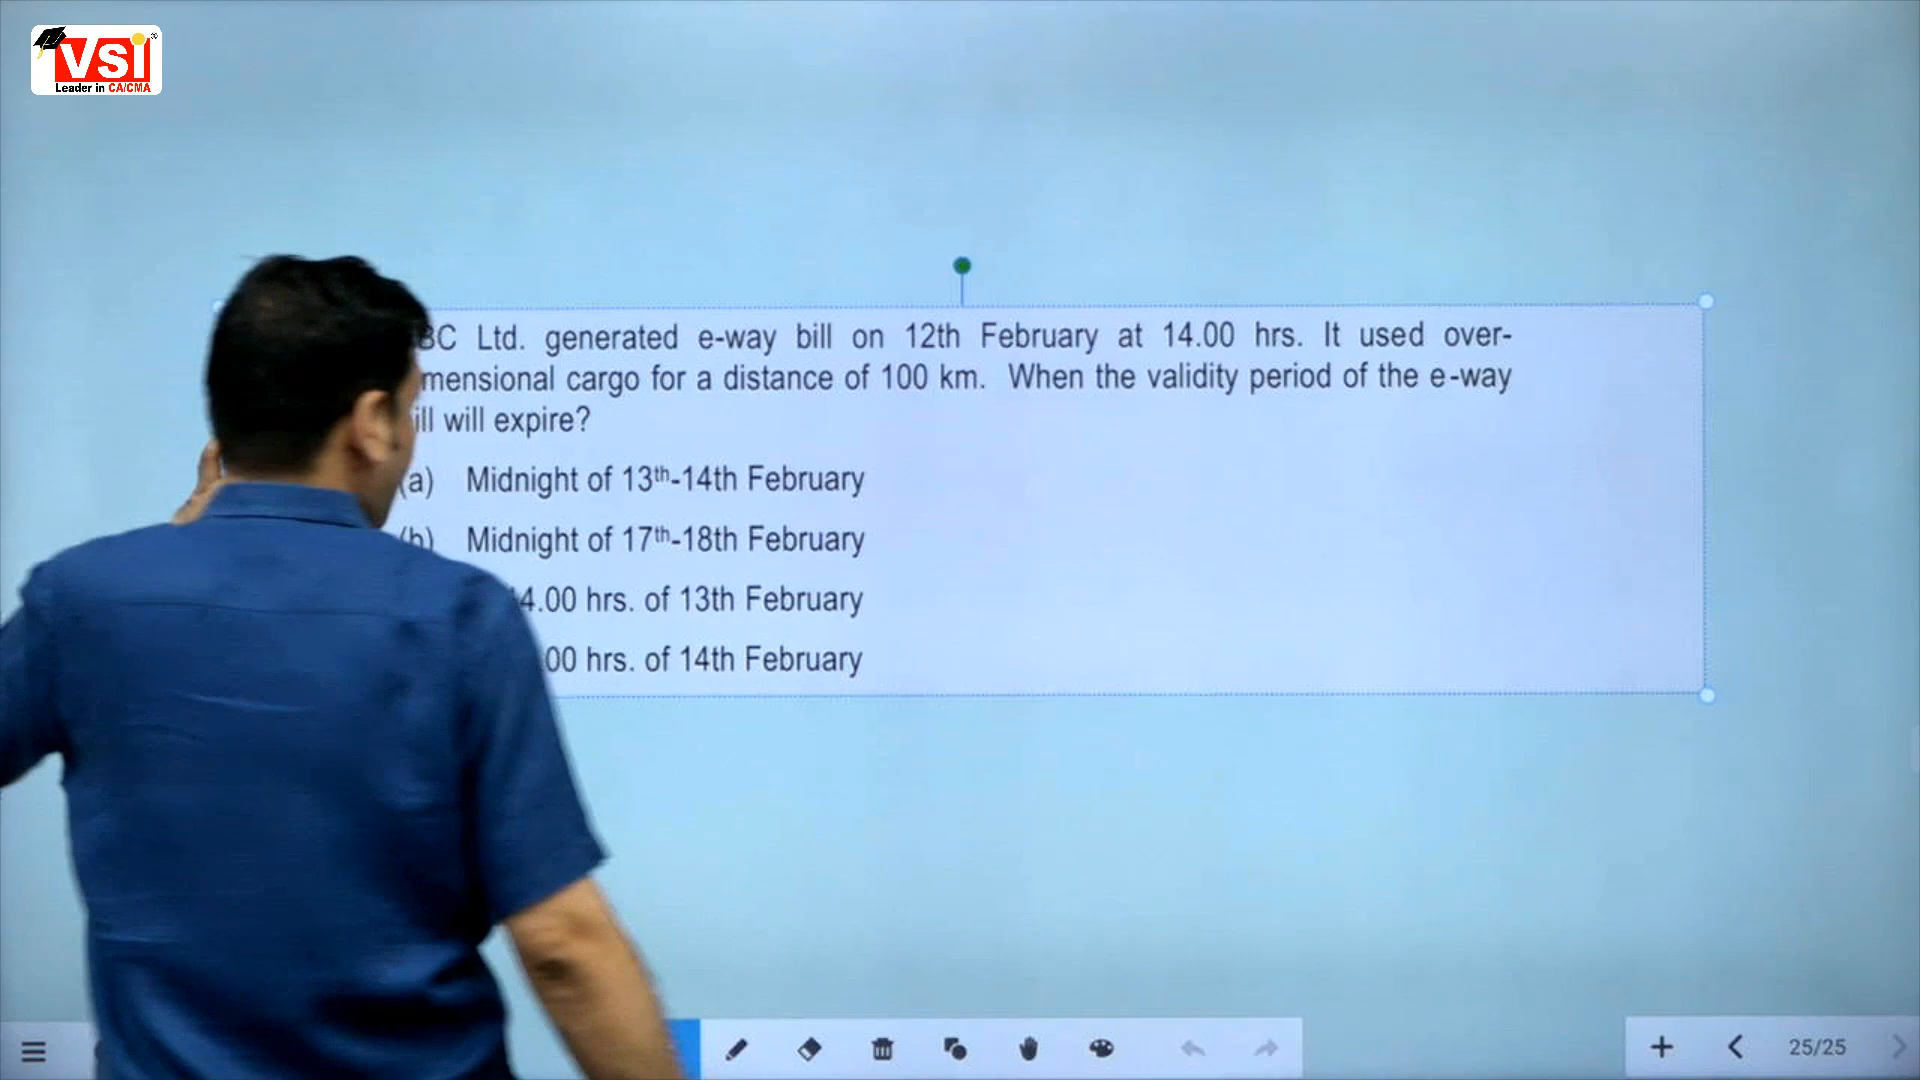 VSI
Leader in CA/CMA
BC Ltd. generated e-way bill on 12th February at 14.00 hrs. It used over-
mensional cargo for a distance of 100 km. When the validity period of the e-way
ill will expire?
(a) Midnight of 13th-14th February
(b) Midnight of 17th-18th February
4.00 hrs. of 13th February
00 hrs. of 14th February
25/25